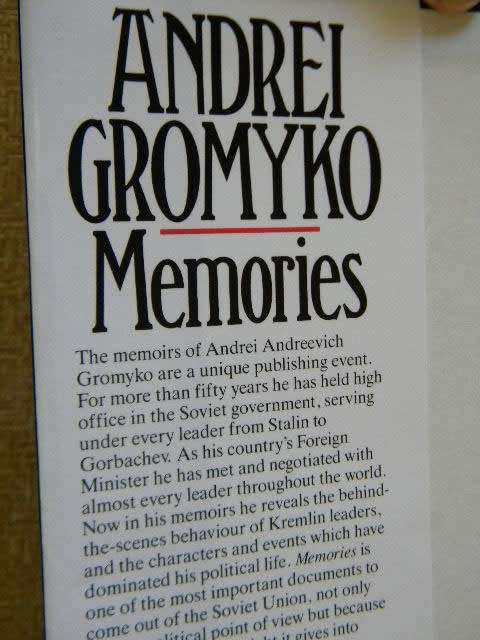 ANDREI
GROMYKO
Memories
The memoirs of Andrei Andreevich
Gromyko are a unique publishing event.
For more than fifty years he has held high
office in the Soviet government, serving
under every leader from Stalin to
Gorbachev. As his country's Foreign
Minister he has met and negotiated with
almost every leader throughout the world.
Now in his memoirs he reveals the behind-
the-scenes behaviour of Kremlin leaders,
and the characters and events which have
dominated his political life. Memories is
one of the most important documents to
come out of the Soviet Union, not only
point of view but because
it gives into